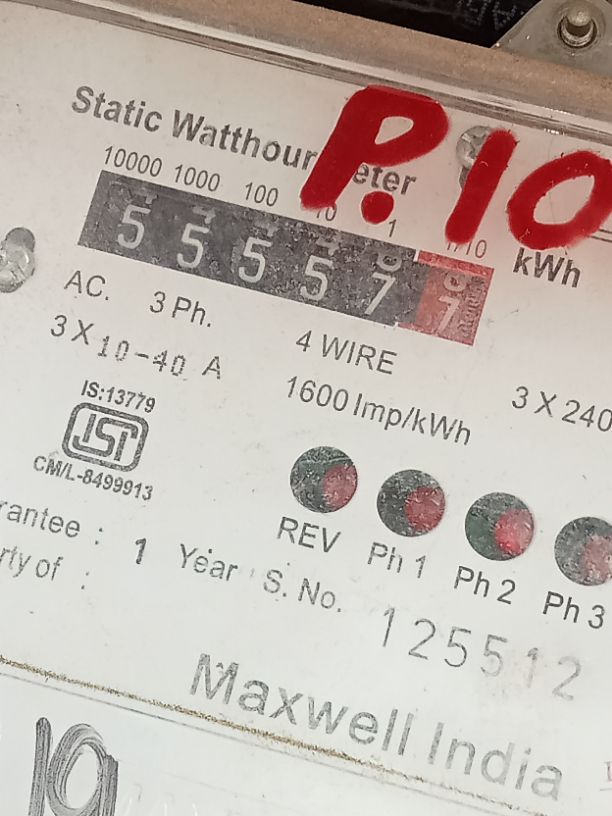 Static Watthour Meter
P.10
10000 1000 100 10 1 1/10
5 5 5 5 7 7 kWh
AC. 3 Ph. 4 WIRE
3 X 10-40 A 1600 Imp/kWh 3 X 240
IS:13779
ISI
CM/L-8499913
REV Ph 1 Ph 2 Ph 3
rantee : 1 Year S. No. 125512
rty of :
Maxwell India
19